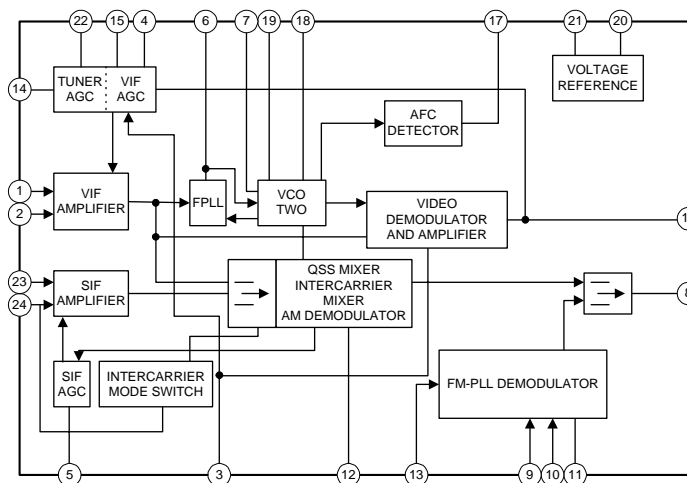 22 15 4 6 7 19 18 17 21 20
TUNER AGC
VIF AGC
14
AFC DETECTOR
VOLTAGE REFERENCE
1
2
VIF AMPLIFIER
FPLL
VCO TWO
VIDEO DEMODULATOR AND AMPLIFIER
1
23
24
SIF AMPLIFIER
QSS MIXER
INTERCARRIER
MIXER
AM DEMODULATOR
8
SIF AGC
INTERCARRIER
MODE SWITCH
FM-PLL DEMODULATOR
5 3 12 13 9 10 11